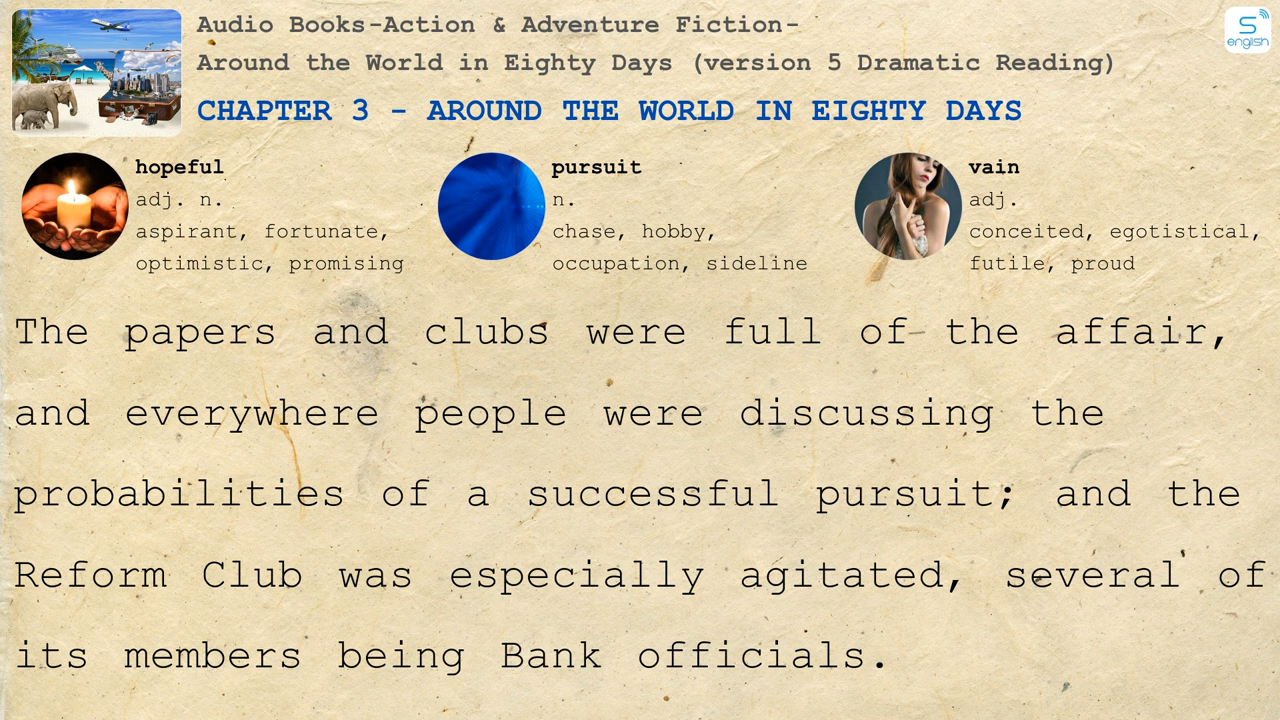 Audio Books-Action & Adventure Fiction-
Around the World in Eighty Days (version 5 Dramatic Reading)
CHAPTER 3 - AROUND THE WORLD IN EIGHTY DAYS
S
english
hopeful
adj. n.
aspirant, fortunate,
optimistic, promising
pursuit
n.
chase, hobby,
occupation, sideline
vain
adj.
conceited, egotistical,
futile, proud
The papers and clubs were full of the affair,
and everywhere people were discussing the
probabilities of a successful pursuit; and the
Reform Club was especially agitated, several of
its members being Bank officials.